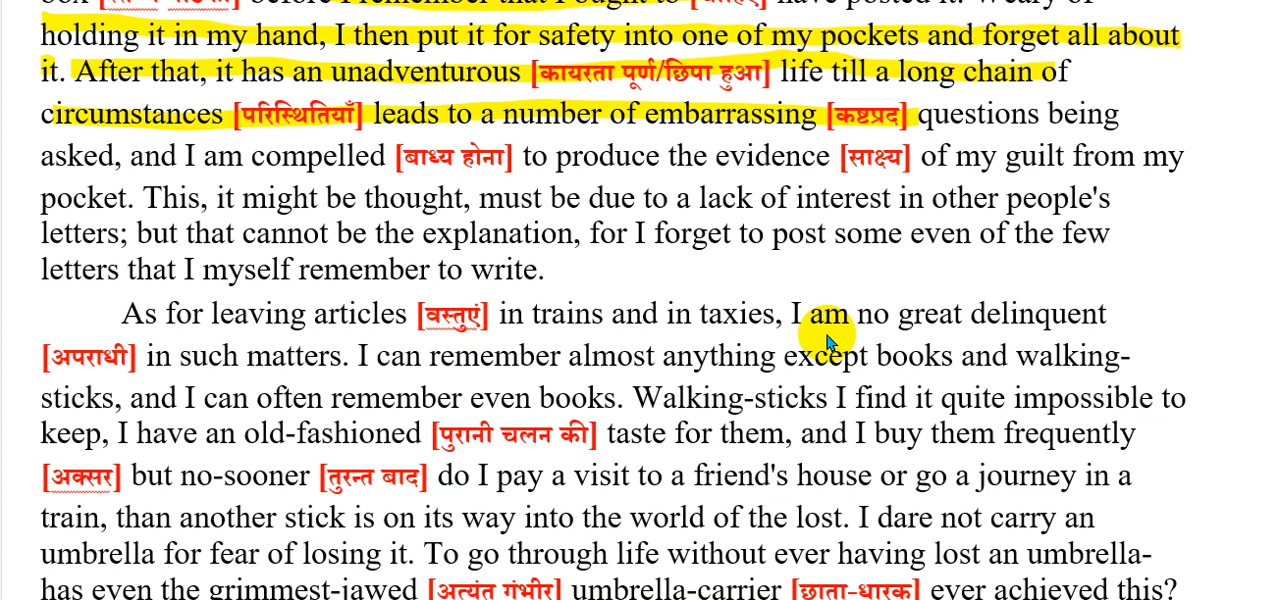 box before I remember that I ought to have posted it. Weary of
holding it in my hand, I then put it for safety into one of my pockets and forget all about
it. After that, it has an unadventurous [कायरता पूर्ण/छिपा हुआ] life till a long chain of
circumstances [परिस्थितियाँ] leads to a number of embarrassing [कष्टप्रद] questions being
asked, and I am compelled [बाध्य होना] to produce the evidence [साक्ष्य] of my guilt from my
pocket. This, it might be thought, must be due to a lack of interest in other people's
letters; but that cannot be the explanation, for I forget to post some even of the few
letters that I myself remember to write.
As for leaving articles [वस्तुएं] in trains and in taxies, I am no great delinquent
[अपराधी] in such matters. I can remember almost anything except books and walking-
sticks, and I can often remember even books. Walking-sticks I find it quite impossible to
keep, I have an old-fashioned [पुरानी चलन की] taste for them, and I buy them frequently
[अक्सर] but no-sooner [तुरन्त बाद] do I pay a visit to a friend's house or go a journey in a
train, than another stick is on its way into the world of the lost. I dare not carry an
umbrella for fear of losing it. To go through life without ever having lost an umbrella-
has even the grimmest-jawed [अत्यंत गंभीर] umbrella-carrier [छाता-धारक] ever achieved this?